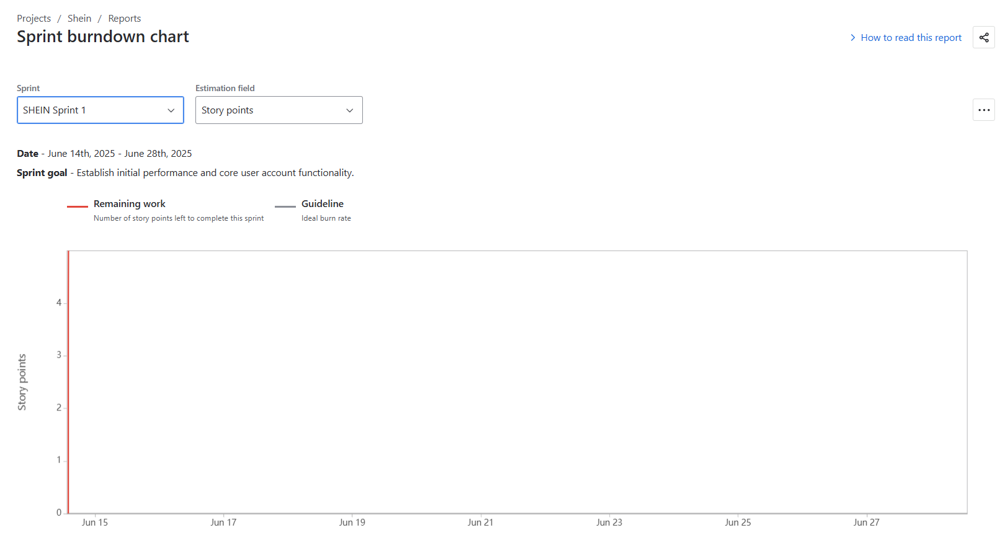 Projects / Shein / Reports
Sprint burndown chart
How to read this report
Sprint
Estimation field
SHEIN Sprint 1
Story points
Date - June 14th, 2025 - June 28th, 2025
Sprint goal - Establish initial performance and core user account functionality.
Remaining work
Number of story points left to complete this sprint
Guideline
Ideal burn rate
4
3
2
1
0
Story points
Jun 15
Jun 17
Jun 19
Jun 21
Jun 23
Jun 25
Jun 27